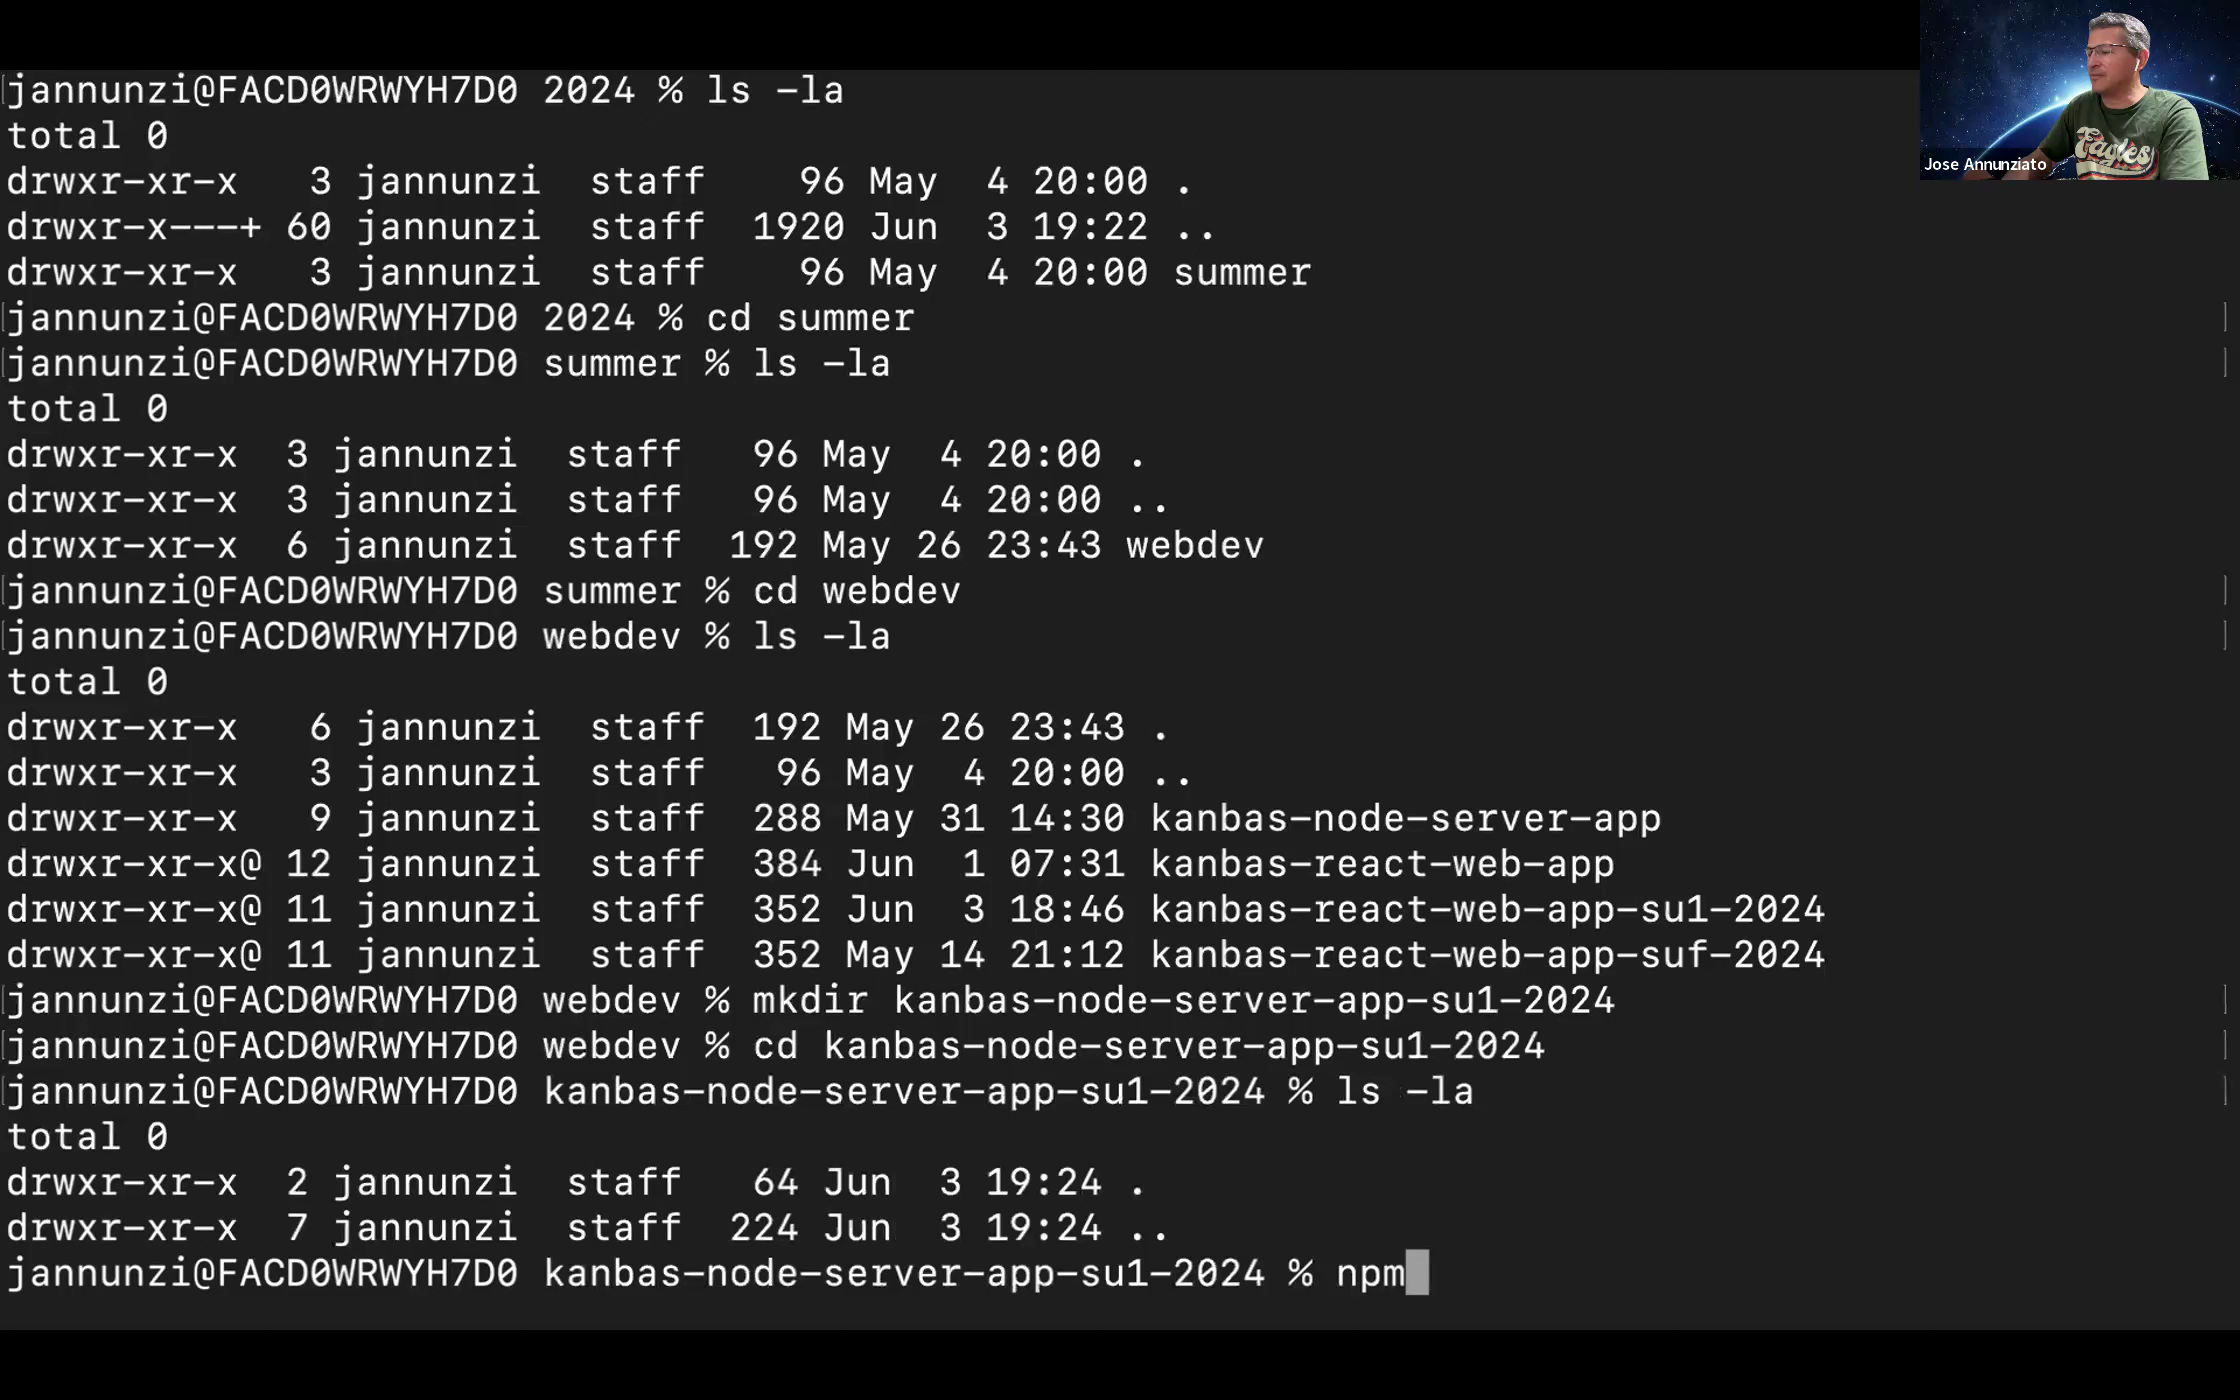 jannunzi@FACD0WRWYH7D0 2024 % ls -la
total 0
drwxr-xr-x   3 jannunzi  staff    96 May  4 20:00 .
drwxr-x---+ 60 jannunzi  staff  1920 Jun  3 19:22 ..
drwxr-xr-x   3 jannunzi  staff    96 May  4 20:00 summer
jannunzi@FACD0WRWYH7D0 2024 % cd summer
jannunzi@FACD0WRWYH7D0 summer % ls -la
total 0
drwxr-xr-x  3 jannunzi  staff   96 May  4 20:00 .
drwxr-xr-x  3 jannunzi  staff   96 May  4 20:00 ..
drwxr-xr-x  6 jannunzi  staff  192 May 26 23:43 webdev
jannunzi@FACD0WRWYH7D0 summer % cd webdev
jannunzi@FACD0WRWYH7D0 webdev % ls -la
total 0
drwxr-xr-x   6 jannunzi  staff  192 May 26 23:43 .
drwxr-xr-x   3 jannunzi  staff   96 May  4 20:00 ..
drwxr-xr-x   9 jannunzi  staff  288 May 31 14:30 kanbas-node-server-app
drwxr-xr-x@ 12 jannunzi  staff  384 Jun  1 07:31 kanbas-react-web-app
drwxr-xr-x@ 11 jannunzi  staff  352 Jun  3 18:46 kanbas-react-web-app-su1-2024
drwxr-xr-x@ 11 jannunzi  staff  352 May 14 21:12 kanbas-react-web-app-suf-2024
jannunzi@FACD0WRWYH7D0 webdev % mkdir kanbas-node-server-app-su1-2024
jannunzi@FACD0WRWYH7D0 webdev % cd kanbas-node-server-app-su1-2024
jannunzi@FACD0WRWYH7D0 kanbas-node-server-app-su1-2024 % ls -la
total 0
drwxr-xr-x  2 jannunzi  staff   64 Jun  3 19:24 .
drwxr-xr-x  7 jannunzi  staff  224 Jun  3 19:24 ..
jannunzi@FACD0WRWYH7D0 kanbas-node-server-app-su1-2024 % npm
Eagles
Jose Annunziato